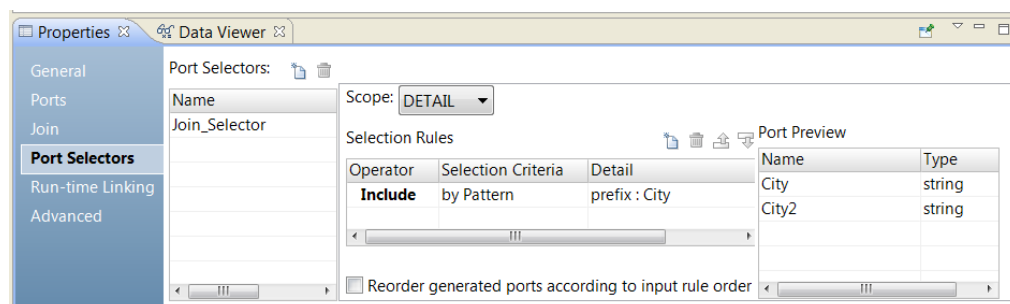 Properties
Data Viewer
General
Ports
Join
Port Selectors
Run-time Linking
Advanced
Port Selectors:
Name
Join_Selector
Scope: DETAIL
Selection Rules
Operator Selection Criteria Detail
Include by Pattern prefix : City
Reorder generated ports according to input rule order
Port Preview
Name Type
City string
City2 string